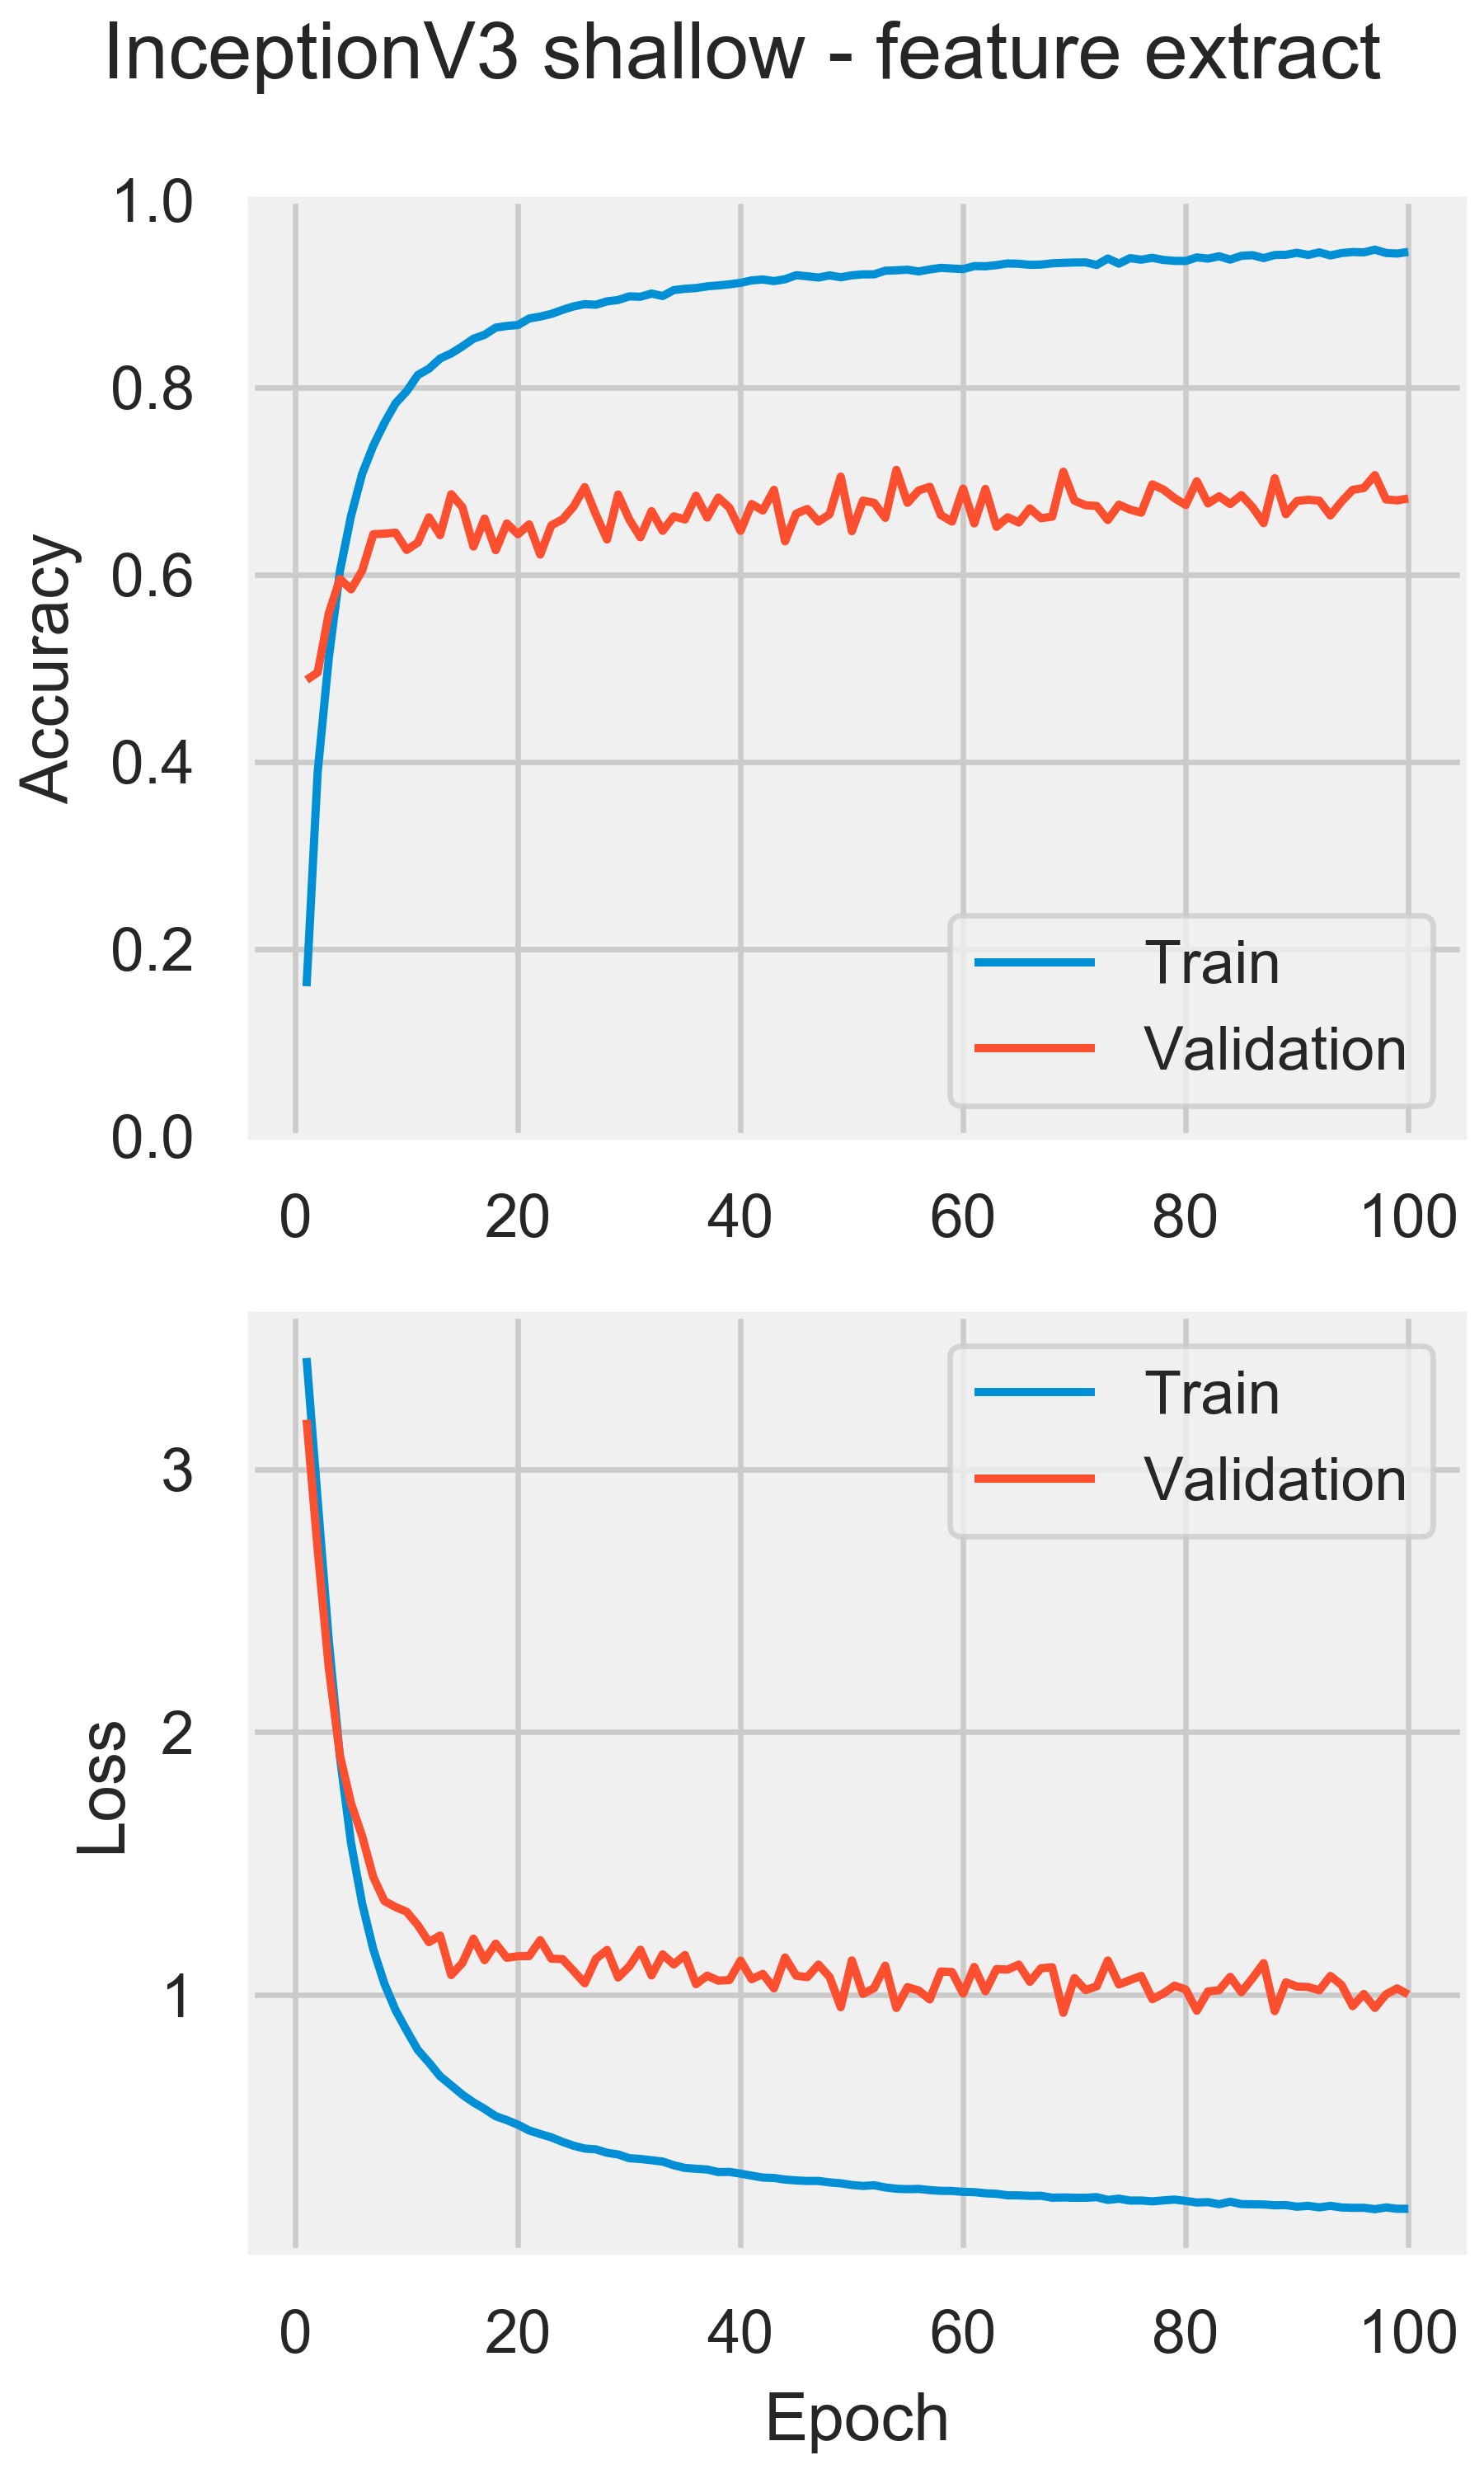 InceptionV3 shallow - feature extract
1.0
0.8
0.6
0.4
0.2
0.0
Accuracy
Train
Validation
0 20 40 60 80 100
Train
Validation
3
2
1
Loss
0 20 40 60 80 100
Epoch